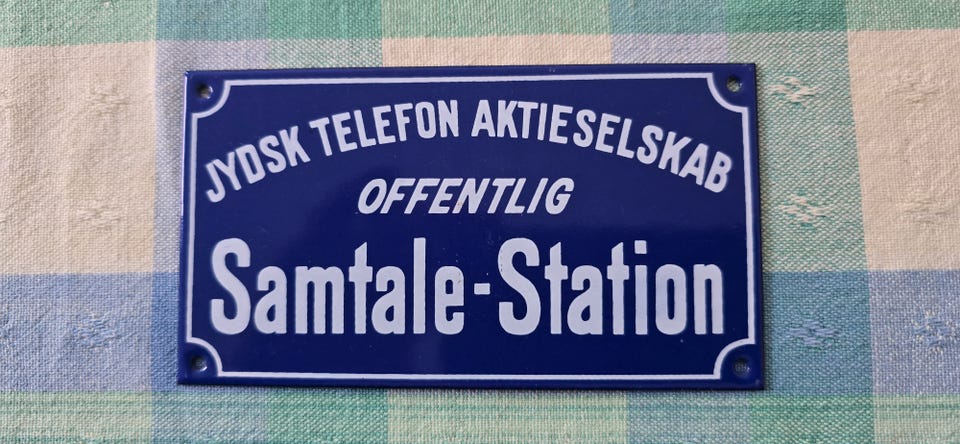 JYDSK TELEFON AKTIESELSKAB
OFFENTLIG
Samtale-Station